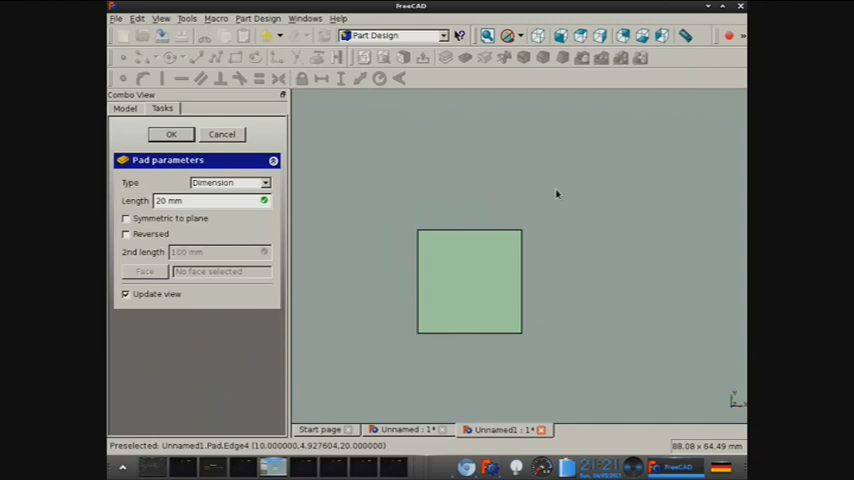 FreeCAD
File Edit View Tools Macro Part Design Windows Help
Part Design
Combo View
Model Tasks
OK Cancel
Pad parameters
Type Dimension
Length 20 mm
Symmetric to plane
Reversed
2nd length 100 mm
Face No face selected
Update view
Y
Start page Unnamed : 1* Unnamed1 : 1*
Preselected: Unnamed1.Pad.Edge4 (10.000000,4.927604,20.000000) 88.08 x 64.49 mm
21:21
FreeCAD